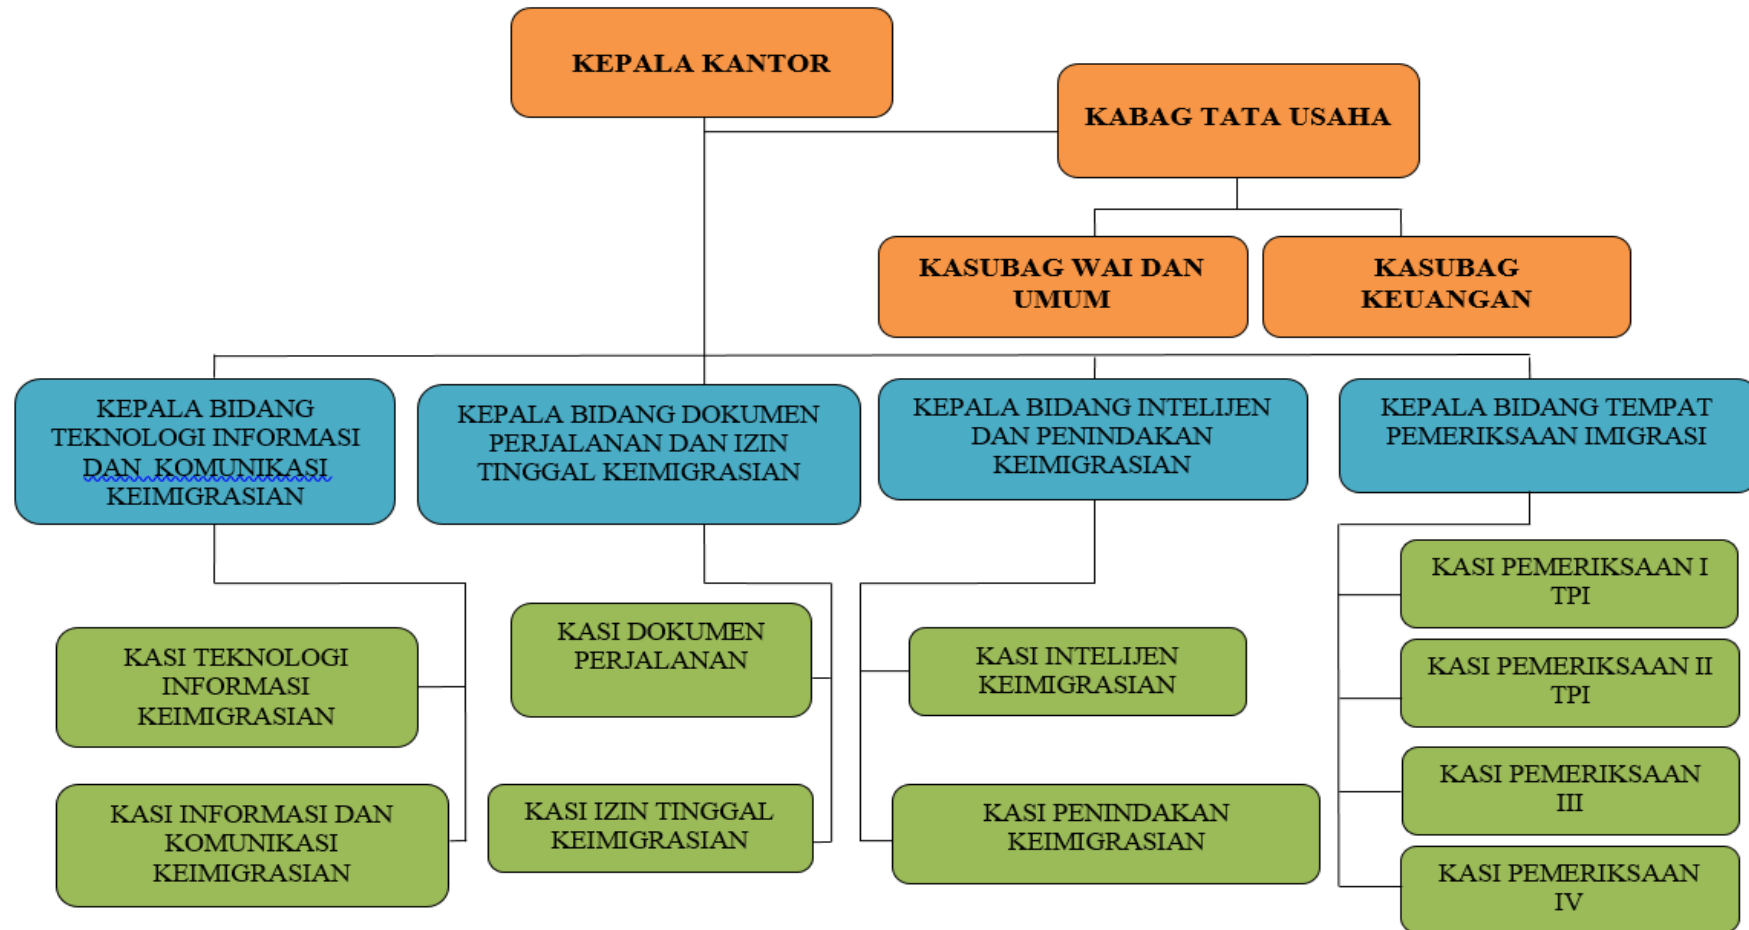 KEPALA KANTOR
KABAG TATA USAHA
KASUBAG WAI DAN
UMUM
KASUBAG
KEUANGAN
KEPALA BIDANG
TEKNOLOGI INFORMASI
DAN KOMUNIKASI
KEIMIGRASIAN
KEPALA BIDANG DOKUMEN
PERJALANAN DAN IZIN
TINGGAL KEIMIGRASIAN
KEPALA BIDANG INTELIJEN
DAN PENINDAKAN
KEIMIGRASIAN
KEPALA BIDANG TEMPAT
PEMERIKSAAN IMIGRASI
KASI TEKNOLOGI
INFORMASI
KEIMIGRASIAN
KASI INFORMASI DAN
KOMUNIKASI
KEIMIGRASIAN
KASI DOKUMEN
PERJALANAN
KASI IZIN TINGGAL
KEIMIGRASIAN
KASI INTELIJEN
KEIMIGRASIAN
KASI PENINDAKAN
KEIMIGRASIAN
KASI PEMERIKSAAN I
TPI
KASI PEMERIKSAAN II
TPI
KASI PEMERIKSAAN
III
KASI PEMERIKSAAN
IV